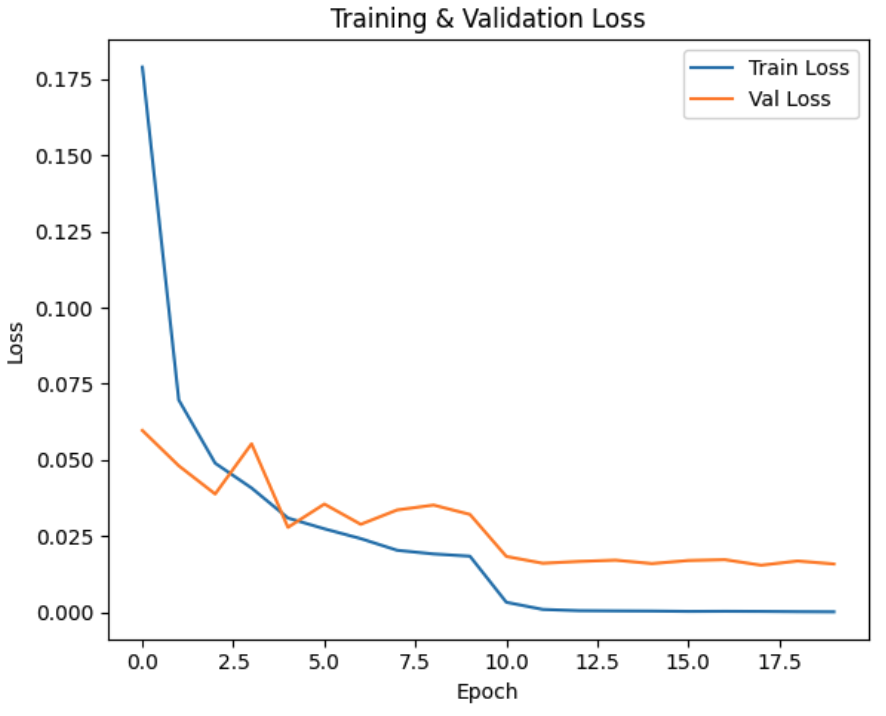 Training & Validation Loss
Train Loss
Val Loss
0.175
0.150
0.125
0.100
0.075
0.050
0.025
0.000
Loss
0.0 2.5 5.0 7.5 10.0 12.5 15.0 17.5
Epoch